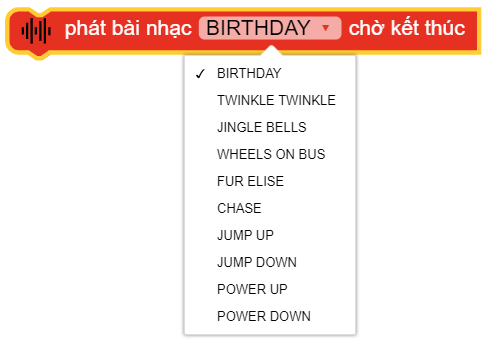 phát bài nhạc BIRTHDAY ▼ chờ kết thúc
✓ BIRTHDAY
TWINKLE TWINKLE
JINGLE BELLS
WHEELS ON BUS
FUR ELISE
CHASE
JUMP UP
JUMP DOWN
POWER UP
POWER DOWN